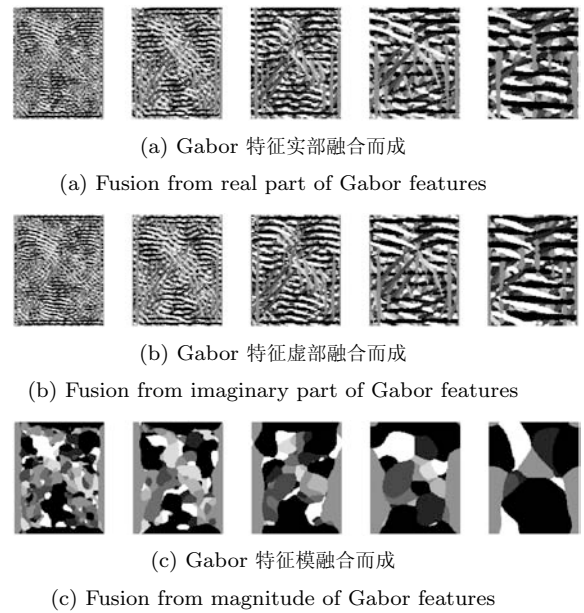 (a) Gabor 特征实部融合而成
(a) Fusion from real part of Gabor features
(b) Gabor 特征虚部融合而成
(b) Fusion from imaginary part of Gabor features
(c) Gabor 特征模融合而成
(c) Fusion from magnitude of Gabor features